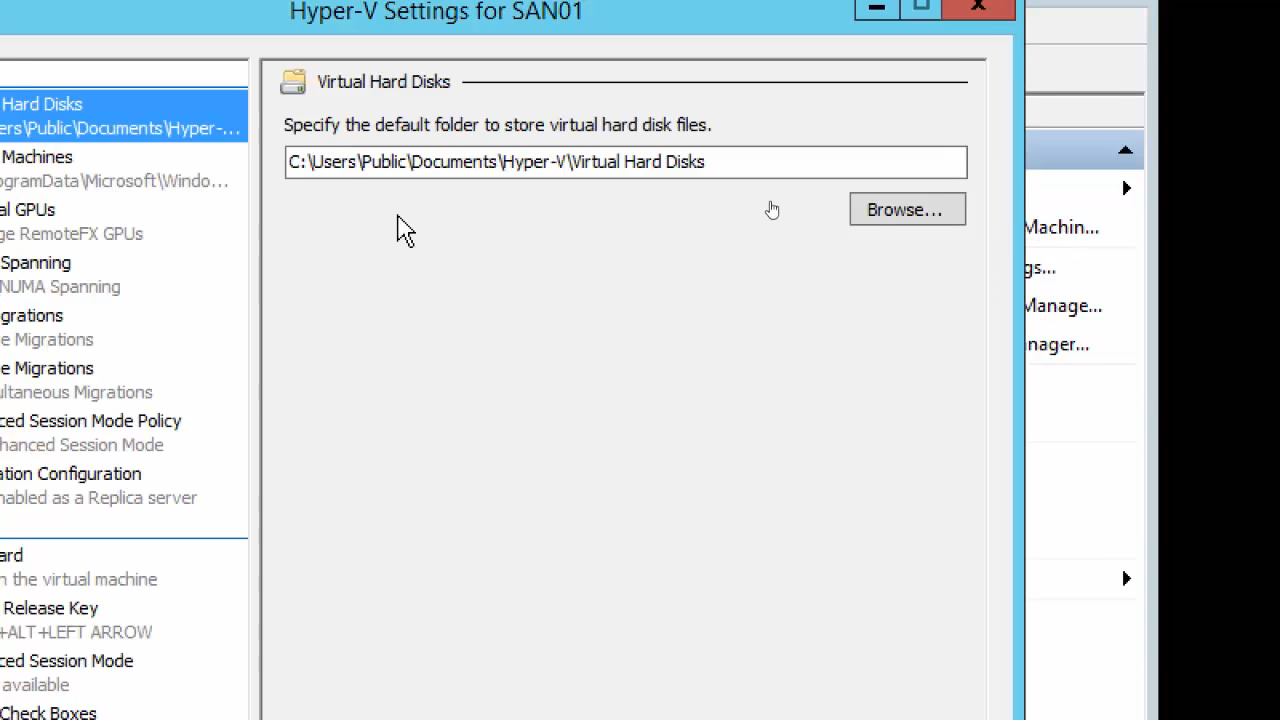 Hyper-V Settings for SAN01
Hard Disks
ers\Public\Documents\Hyper-...
Machines
ogramData\Microsoft\Windo...
al GPUs
ge RemoteFX GPUs
Spanning
NUMA Spanning
grations
e Migrations
e Migrations
ultaneous Migrations
ced Session Mode Policy
hanced Session Mode
ation Configuration
nabled as a Replica server
ard
n the virtual machine
Release Key
+ALT+LEFT ARROW
ced Session Mode
available
Check Boxes
Virtual Hard Disks
Specify the default folder to store virtual hard disk files.
C:\Users\Public\Documents\Hyper-V\Virtual Hard Disks
Browse...
Machin...
gs...
Manage...
nager...